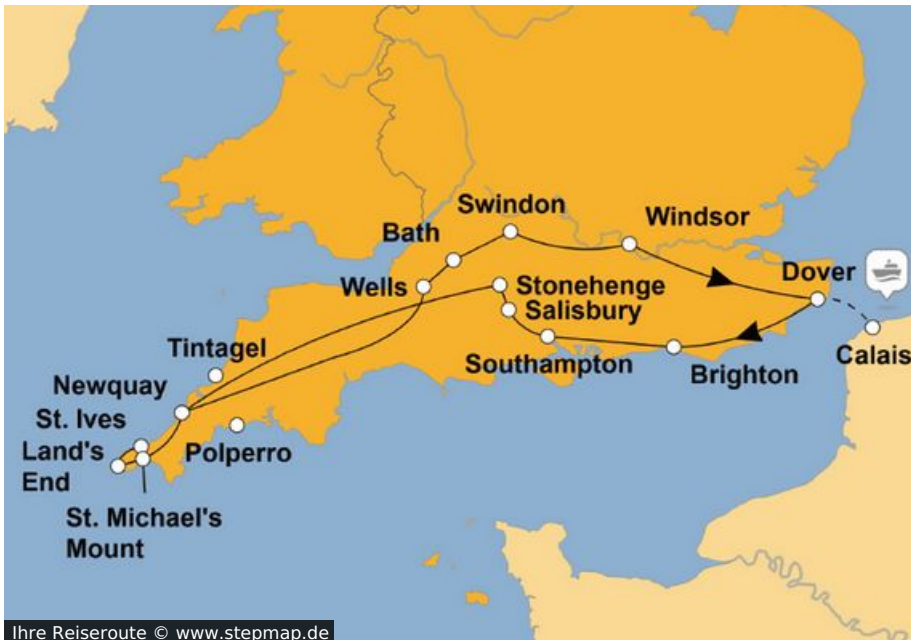 Swindon
Windsor
Bath
Dover
Wells
Stonehenge
Salisbury
Tintagel
Southampton
Calais
Brighton
Newquay
St. Ives
Polperro
Land's
End
St. Michael's
Mount
Ihre Reiseroute © www.stepmap.de